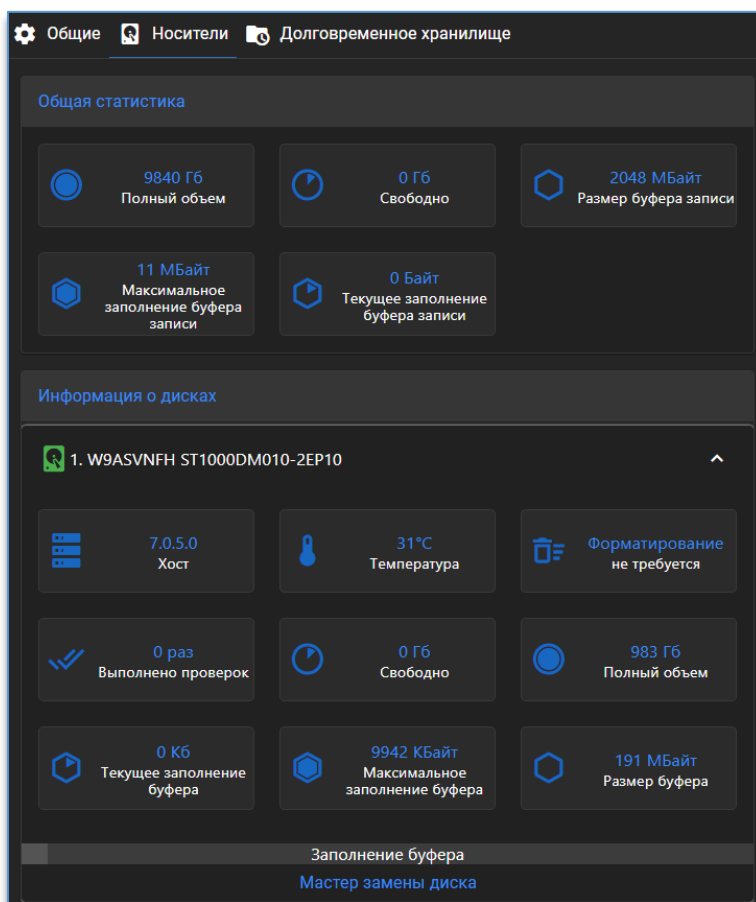 Общие Носители Долговременное хранилище
Общая статистика
9840 Гб
Полный объем
0 Гб
Свободно
2048 МБайт
Размер буфера записи
11 МБайт
Максимальное
заполнение буфера
записи
0 Байт
Текущее заполнение
буфера записи
Информация о дисках
1. W9ASVNFH ST1000DM010-2EP10
7.0.5.0
Хост
31°C
Температура
Форматирование
не требуется
0 раз
Выполнено проверок
0 Гб
Свободно
983 Гб
Полный объем
0 Кб
Текущее заполнение
буфера
9942 КБайт
Максимальное
заполнение буфера
191 МБайт
Размер буфера
Заполнение буфера
Мастер замены диска